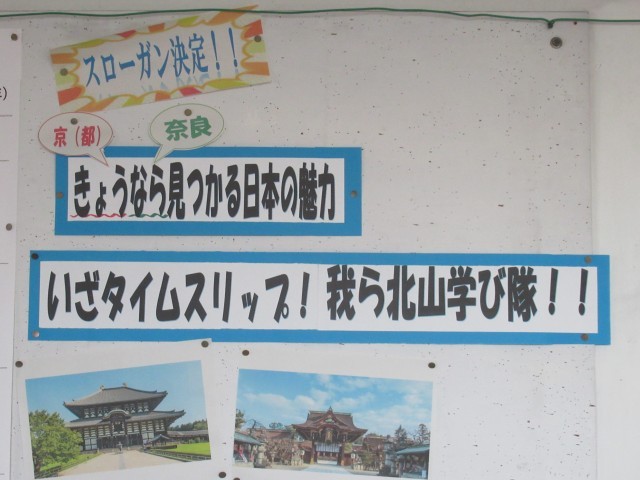 スローガン決定！！
京（都）
奈良
きょうなら見つかる日本の魅力
いざタイムスリップ！ 我ら北山学び隊！！